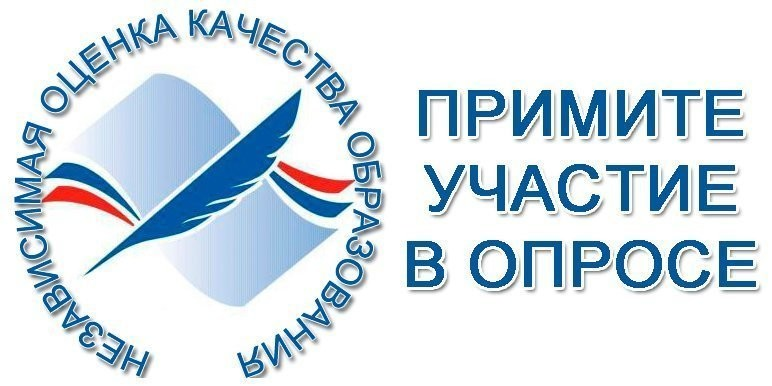 НЕЗАВИСИМАЯ ОЦЕНКА КАЧЕСТВА ОБРАЗОВАНИЯ
ПРИМИТЕ
УЧАСТИЕ
В ОПРОСЕ